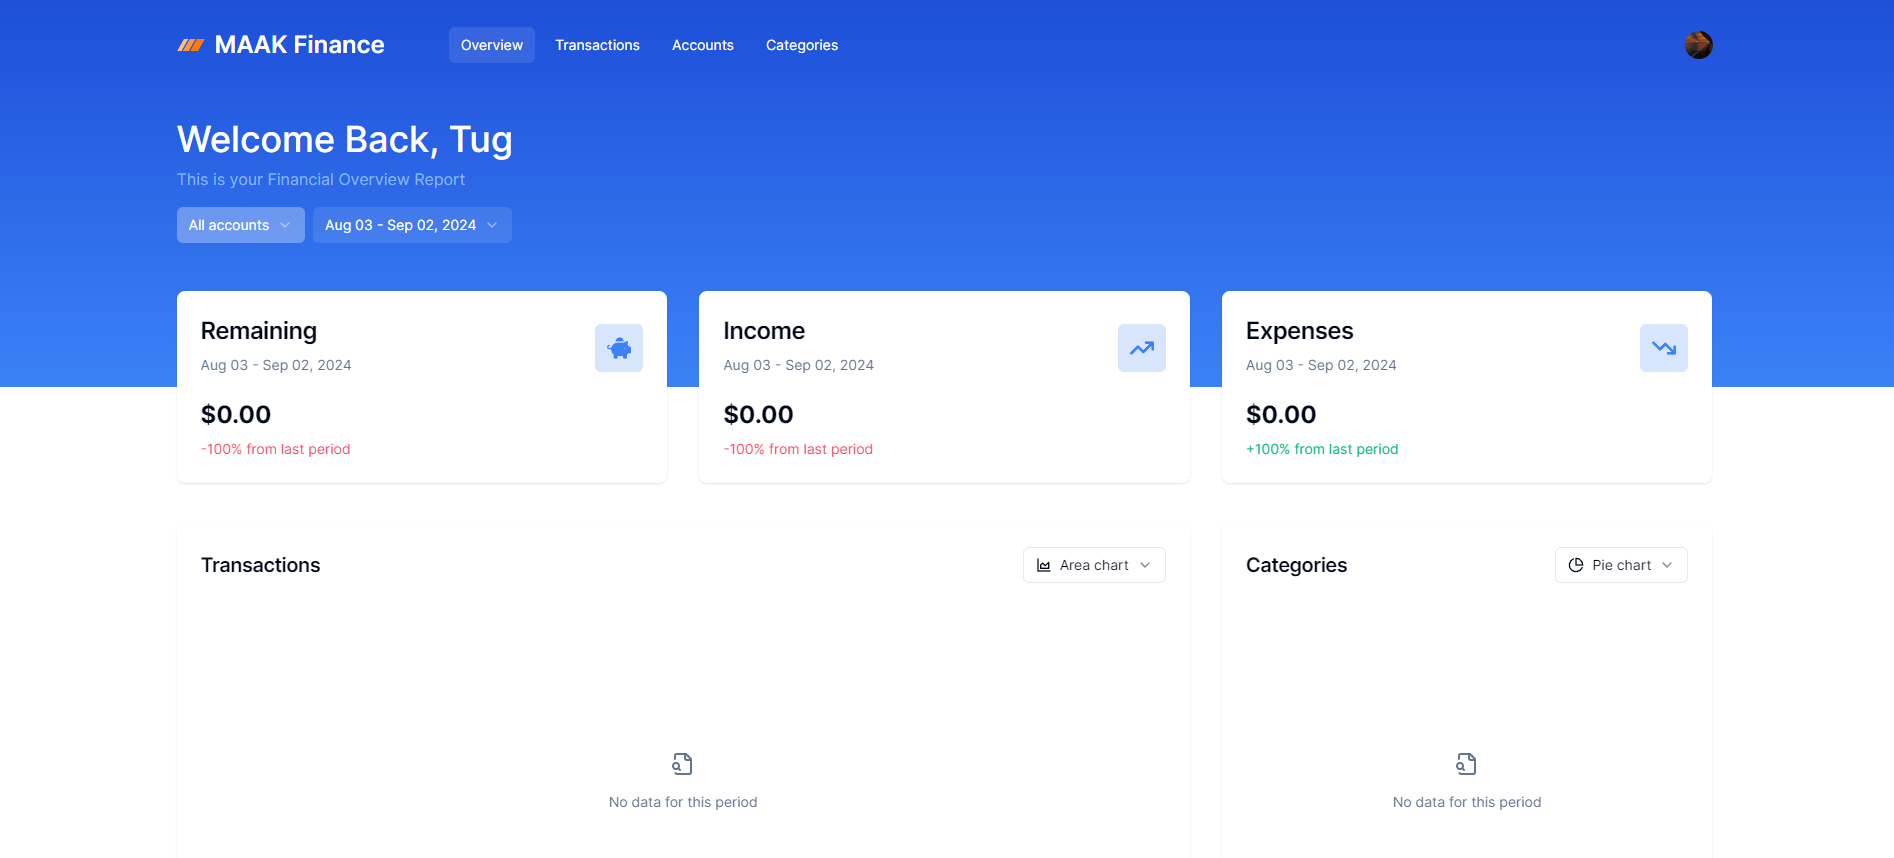 MAAK Finance
Overview
Transactions
Accounts
Categories
Welcome Back, Tug
This is your Financial Overview Report
All accounts
Aug 03 - Sep 02, 2024
Remaining
Aug 03 - Sep 02, 2024
$0.00
-100% from last period
Income
Aug 03 - Sep 02, 2024
$0.00
-100% from last period
Expenses
Aug 03 - Sep 02, 2024
$0.00
+100% from last period
Transactions
Area chart
No data for this period
Categories
Pie chart
No data for this period